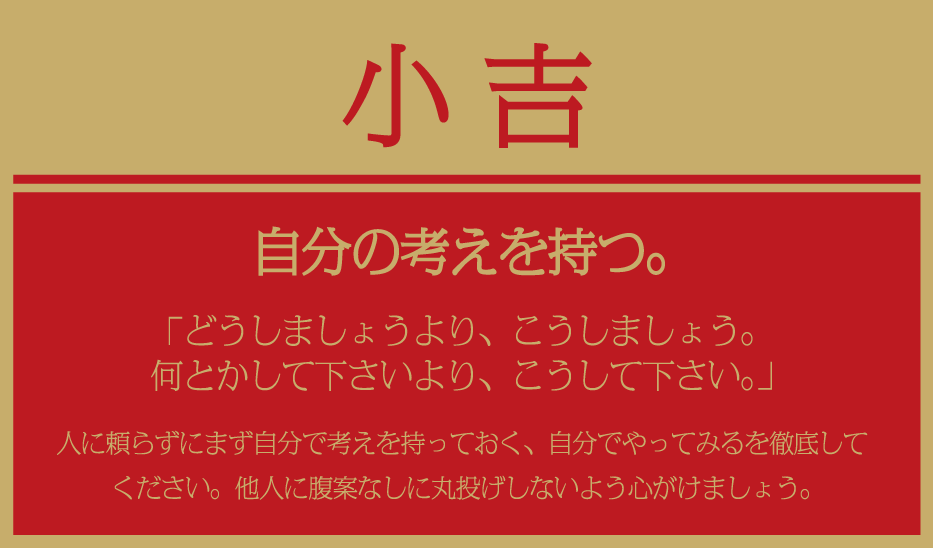 小吉
自分の考えを持つ。
「どうしましょうより、こうしましょう。
何とかして下さいより、こうして下さい。」
人に頼らずにまず自分で考えを持っておく、自分でやってみるを徹底して
ください。他人に腹案なしに丸投げしないよう心がけましょう。